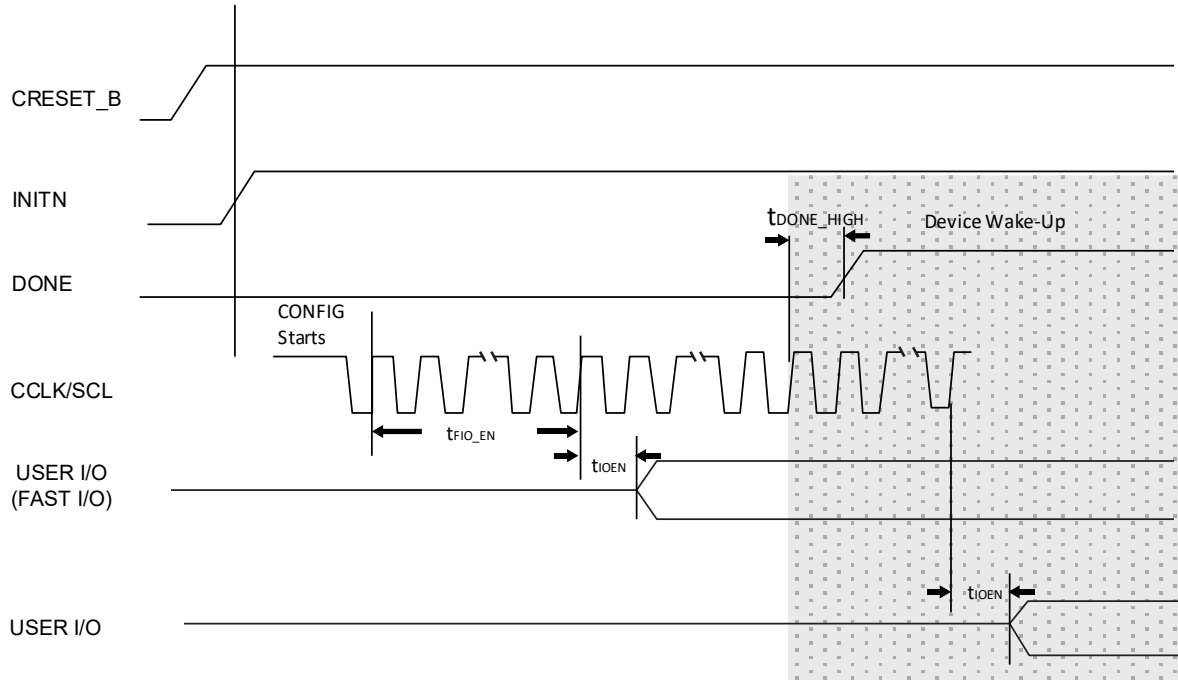 CRESET_B
INITN
tDONE_HIGH
Device Wake-Up
DONE
CONFIG
Starts
CCLK/SCL
tFIO_EN
tIOEN
USER I/O
(FAST I/O)
tIOEN
USER I/O